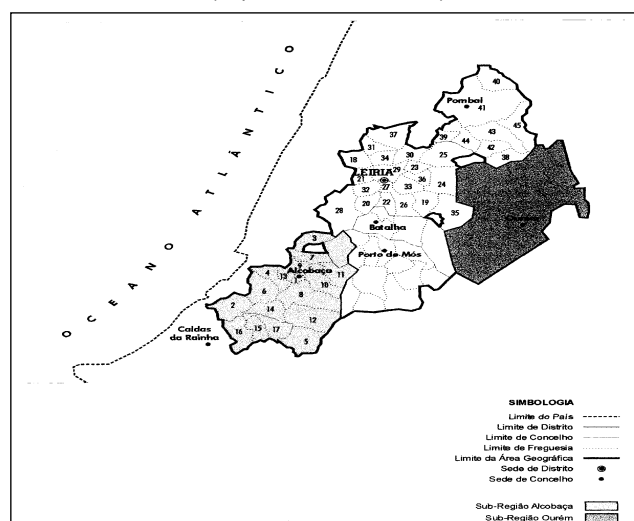 OCEANO ATLÂNTICO
40
Pombal
41
45
37
39
44
43
31
42
30
25
38
18
34
LEIRIA
29
23
21
36
24
32
27
33
20
22
26
19
28
35
Batalha
3
Porto de Mós
7
Alcobaça
4
13
1
11
10
6
8
2
14
12
Caldas
da Rainha
16
15
17
5
SIMBOLOGIA
Limite do País
Limite de Distrito
Limite de Concelho
Limite de Freguesia
Limite da Área Geográfica
Sede de Distrito
Sede de Concelho
Sub-Região Alcobaça
Sub-Região Ourém